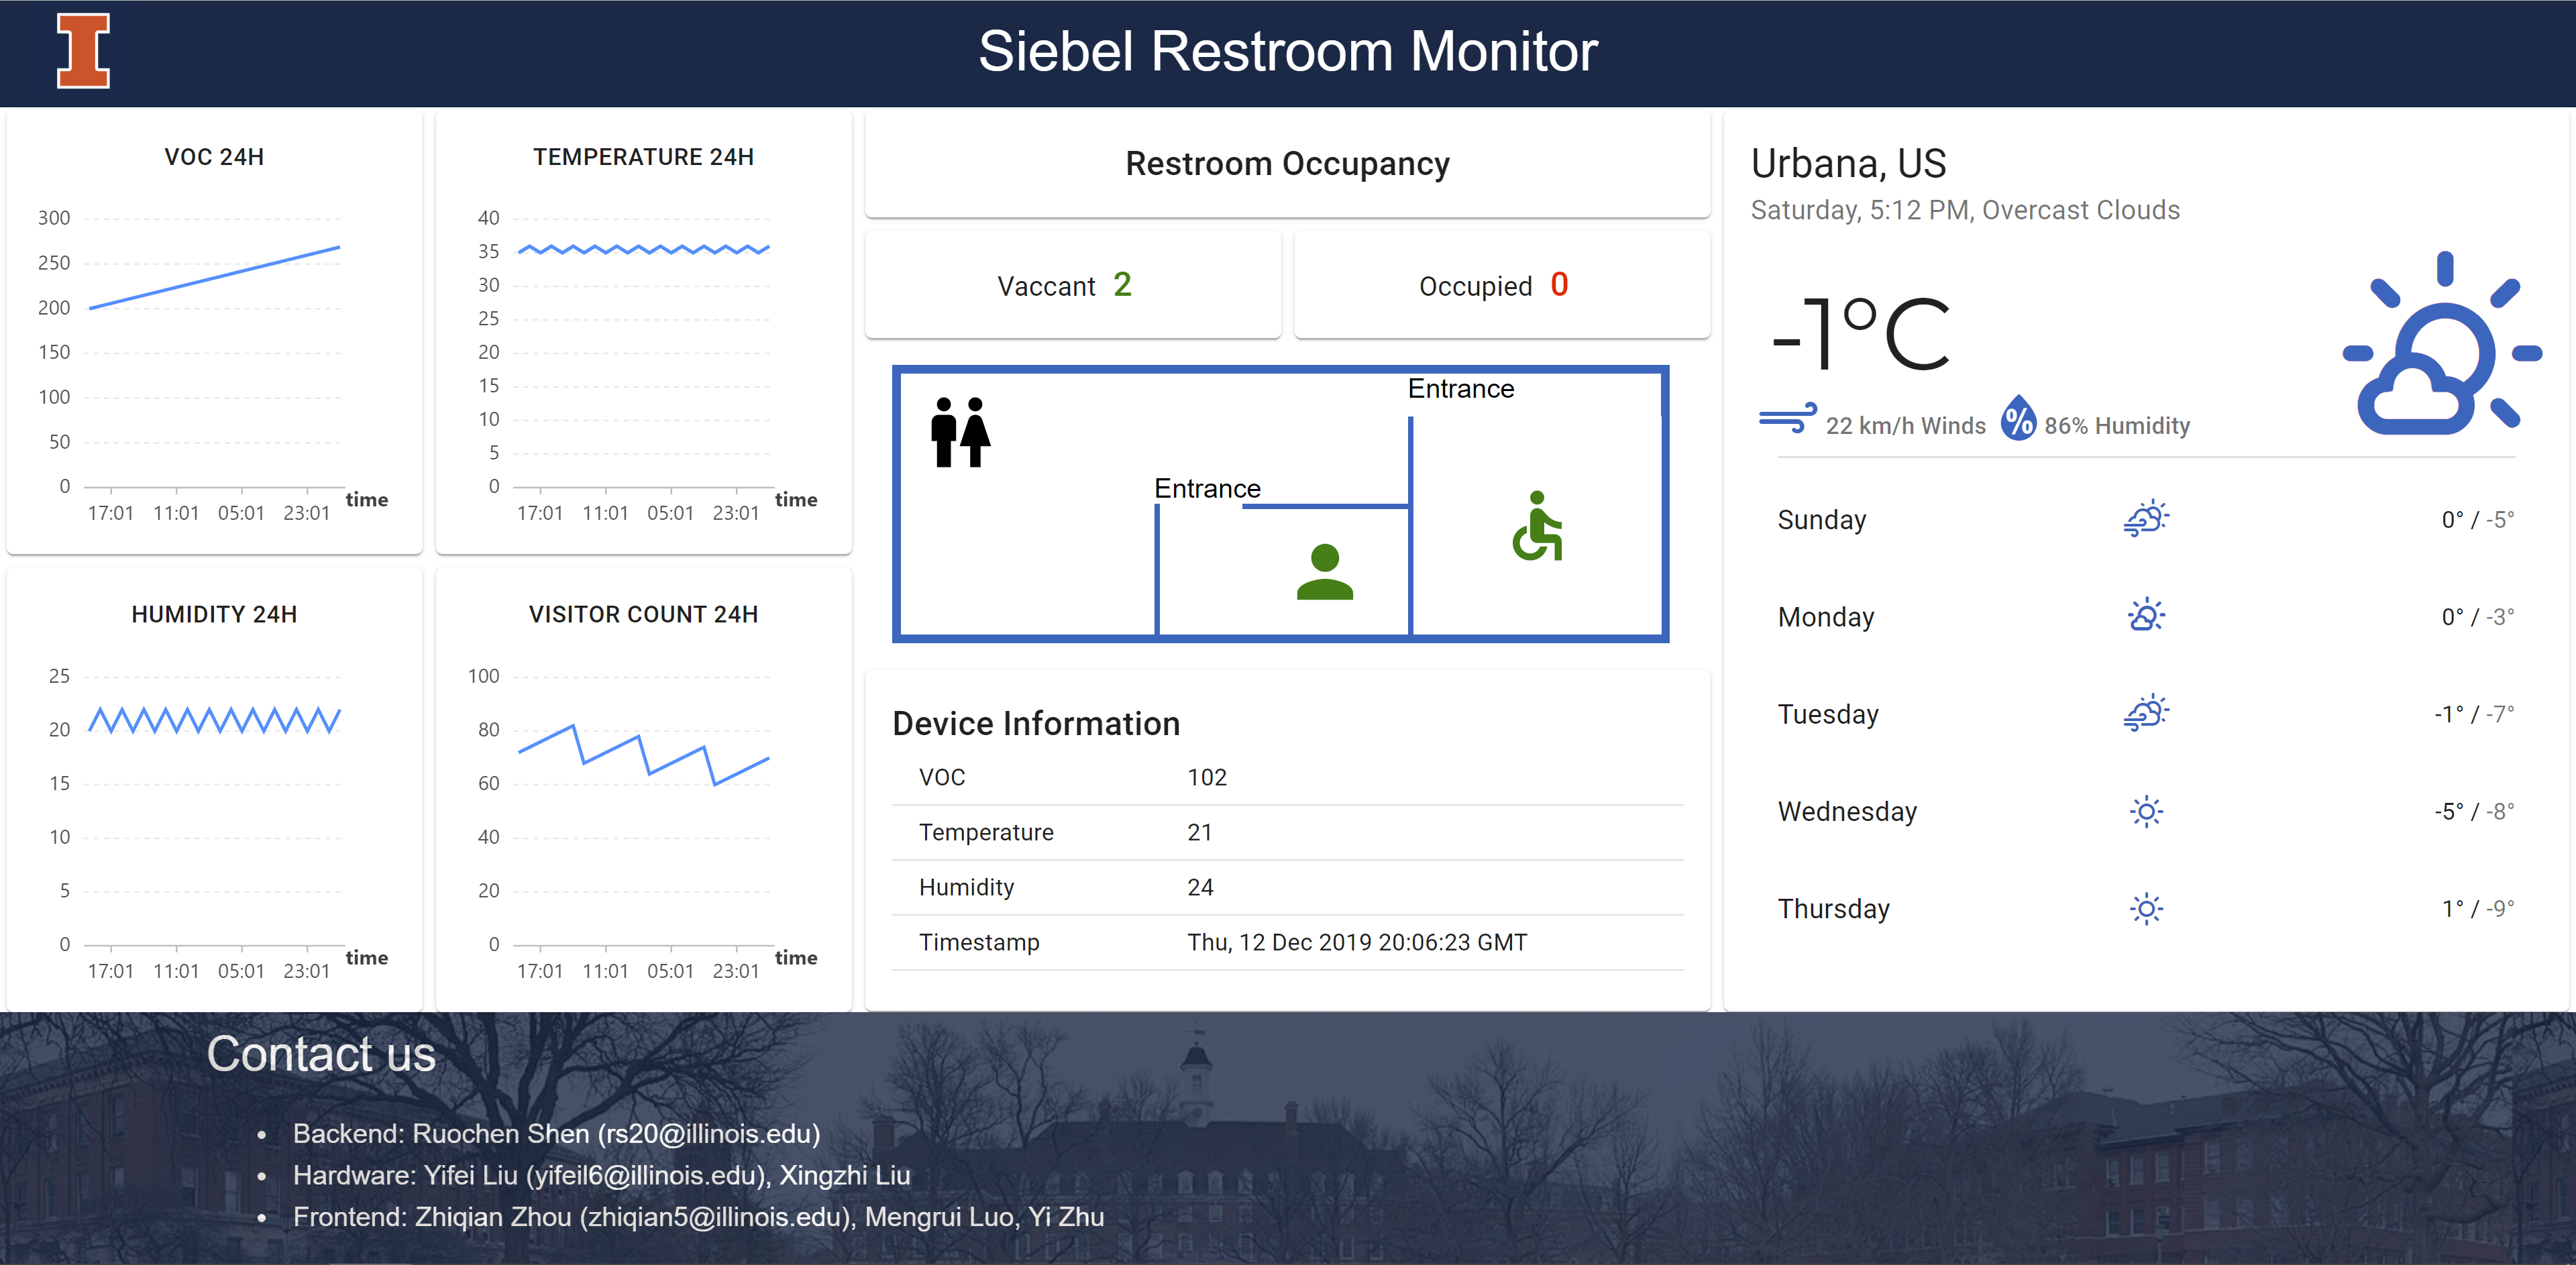 Siebel Restroom Monitor
VOC 24H
300
250
200
150
100
50
0
17:01 11:01 05:01 23:01
time
TEMPERATURE 24H
40
35
30
25
20
15
10
5
0
17:01 11:01 05:01 23:01
time
HUMIDITY 24H
25
20
15
10
5
0
17:01 11:01 05:01 23:01
time
VISITOR COUNT 24H
100
80
60
40
20
0
17:01 11:01 05:01 23:01
time
Restroom Occupancy
Vaccant 2
Occupied 0
Entrance
Entrance
Device Information
VOC 102
Temperature 21
Humidity 24
Timestamp Thu, 12 Dec 2019 20:06:23 GMT
Urbana, US
Saturday, 5:12 PM, Overcast Clouds
-1°C
22 km/h Winds % 86% Humidity
Sunday 0° / -5°
Monday 0° / -3°
Tuesday -1° / -7°
Wednesday -5° / -8°
Thursday 1° / -9°
Contact us
• Backend: Ruochen Shen (rs20@illinois.edu)
• Hardware: Yifei Liu (yifeil6@illinois.edu), Xingzhi Liu
• Frontend: Zhiqian Zhou (zhiqian5@illinois.edu), Mengrui Luo, Yi Zhu